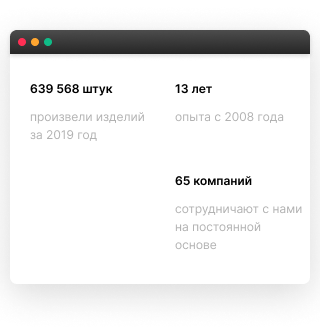 639 568 штук
произвели изделий
за 2019 год
13 лет
опыта с 2008 года
65 компаний
сотрудничают с нами
на постоянной
основе